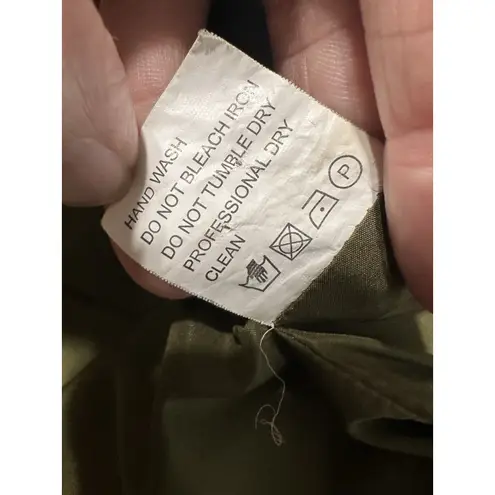 HAND WASH
DO NOT BLEACH IRON
DO NOT TUMBLE DRY
PROFESSIONAL DRY
CLEAN
P